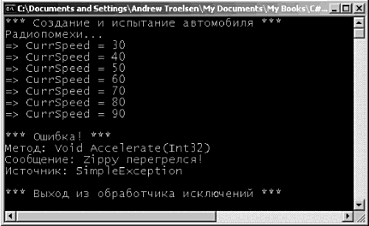 C:\Documents and Settings\Andrew Troelsen\My Documents\My Books\C#...
*** Создание и испытание автомобиля ***
Радиопомехи...
=> CurrSpeed = 30
=> CurrSpeed = 40
=> CurrSpeed = 50
=> CurrSpeed = 60
=> CurrSpeed = 70
=> CurrSpeed = 80
=> CurrSpeed = 90
*** Ошибка! ***
Метод: Void Accelerate(Int32)
Сообщение: Zippy перегрелся!
Источник: SimpleException
*** Выход из обработчика исключений ***